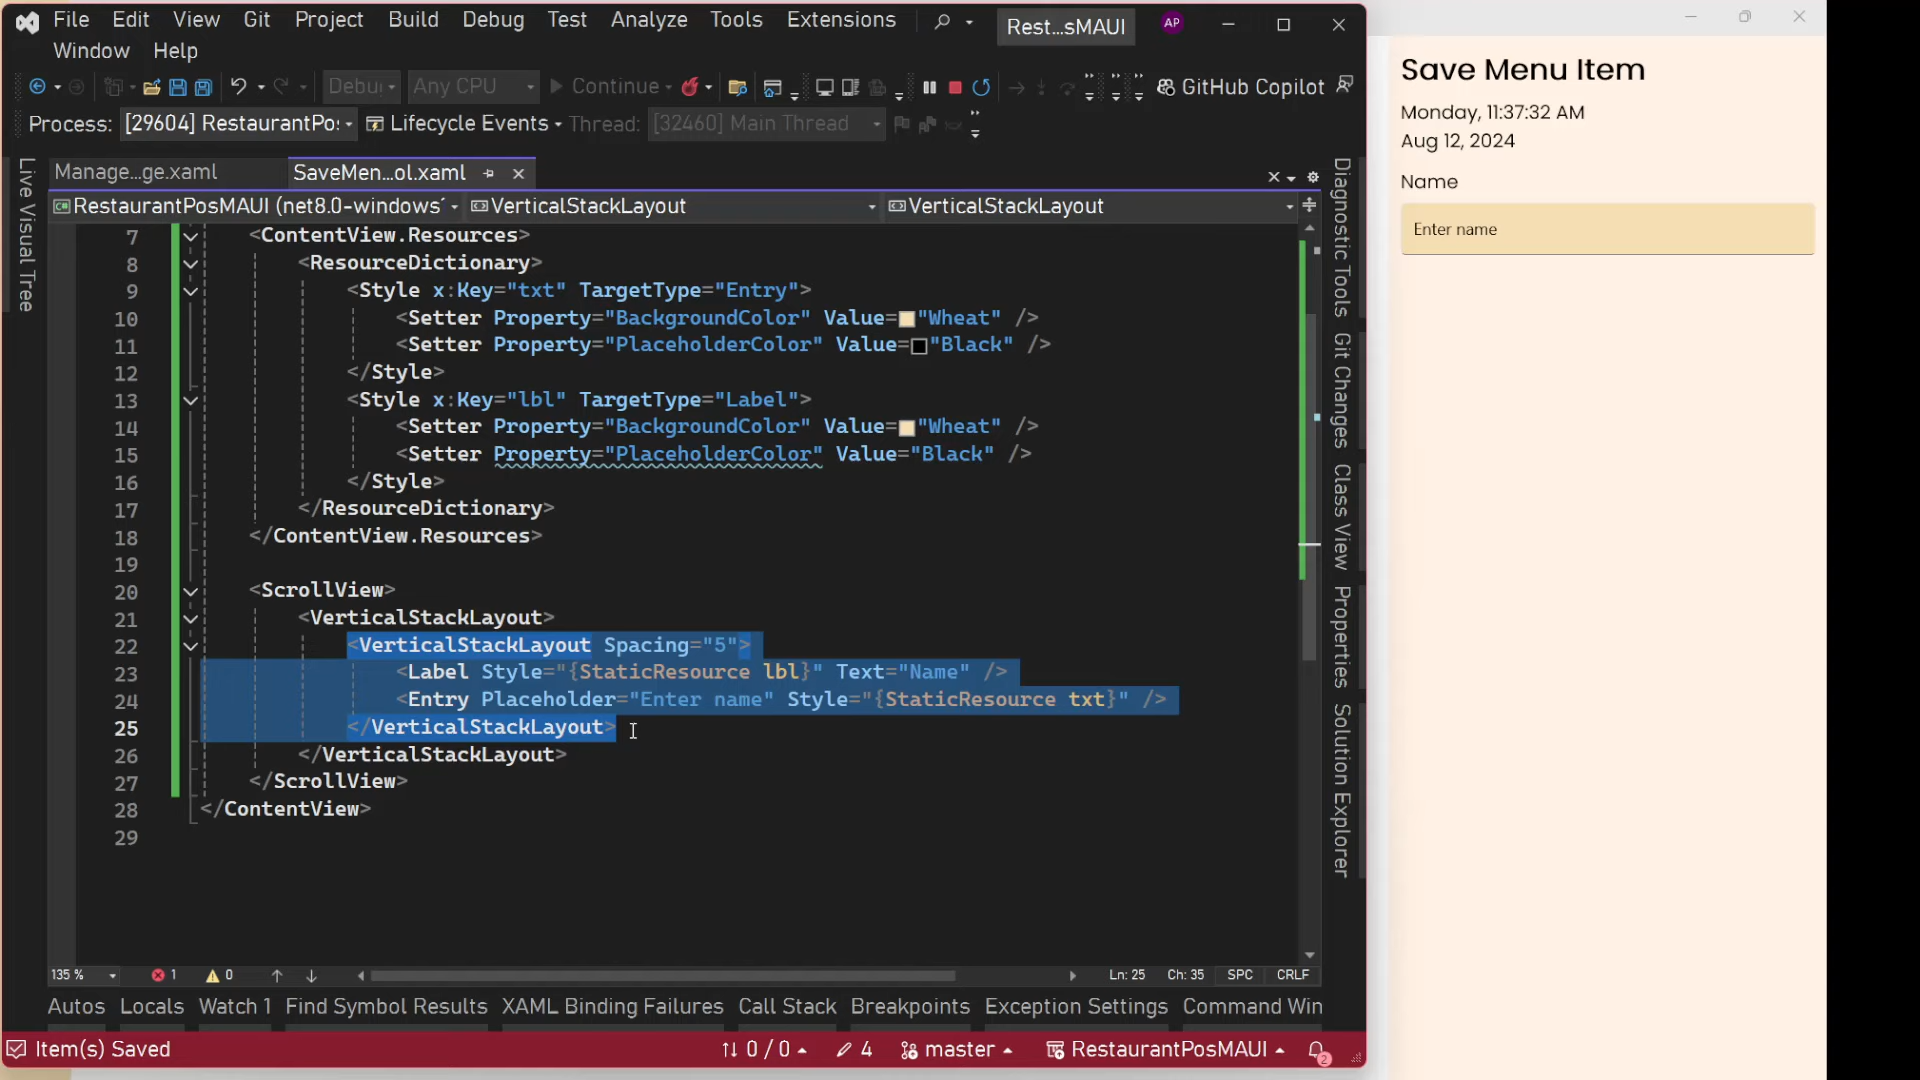 File Edit View Git Project Build Debug Test Analyze Tools Extensions Rest...sMAUI AP
Window Help
Debu Any CPU Continue GitHub Copilot
Process: [29604] RestaurantPo Lifecycle Events Thread: [32460] Main Thread
Live Visual Tree
Manage...ge.xaml SaveMen...ol.xaml
RestaurantPosMAUI (net8.0-windows VerticalStackLayout VerticalStackLayout
7 <ContentView.Resources>
8 <ResourceDictionary>
9 <Style x:Key="txt" TargetType="Entry">
10 <Setter Property="BackgroundColor" Value="Wheat" />
11 <Setter Property="PlaceholderColor" Value="Black" />
12 </Style>
13 <Style x:Key="lbl" TargetType="Label">
14 <Setter Property="BackgroundColor" Value="Wheat" />
15 <Setter Property="PlaceholderColor" Value="Black" />
16 </Style>
17 </ResourceDictionary>
18 </ContentView.Resources>
19
20 <ScrollView>
21 <VerticalStackLayout>
22 <VerticalStackLayout Spacing="5">
23 <Label Style="{StaticResource lbl}" Text="Name" />
24 <Entry Placeholder="Enter name" Style="{StaticResource txt}" />
25 </VerticalStackLayout>
26 </VerticalStackLayout>
27 </ScrollView>
28 </ContentView>
29
135 % 1 0 Ln: 25 Ch: 35 SPC CRLF
Autos Locals Watch 1 Find Symbol Results XAML Binding Failures Call Stack Breakpoints Exception Settings Command Win
Item(s) Saved 0 / 0 4 master RestaurantPosMAUI 2
Diagnostic Tools
Git Changes
Class View
Properties
Solution Explorer
Save Menu Item
Monday, 11:37:32 AM
Aug 12, 2024
Name
Enter name